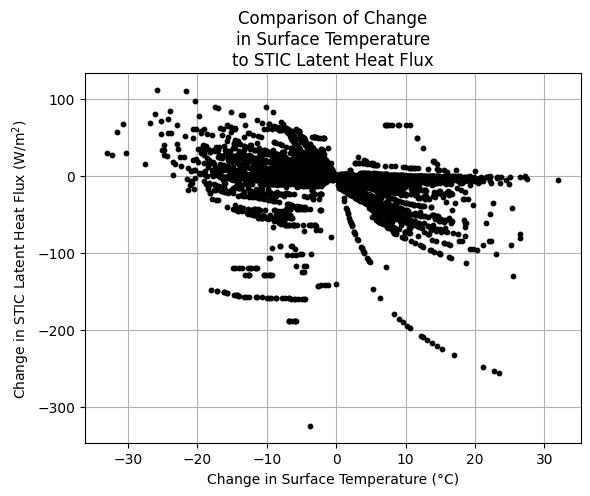 Comparison of Change
in Surface Temperature
to STIC Latent Heat Flux
Change in STIC Latent Heat Flux (W/m²)
100
0
−100
−200
−300
−30
−20
−10
0
10
20
30
Change in Surface Temperature (°C)